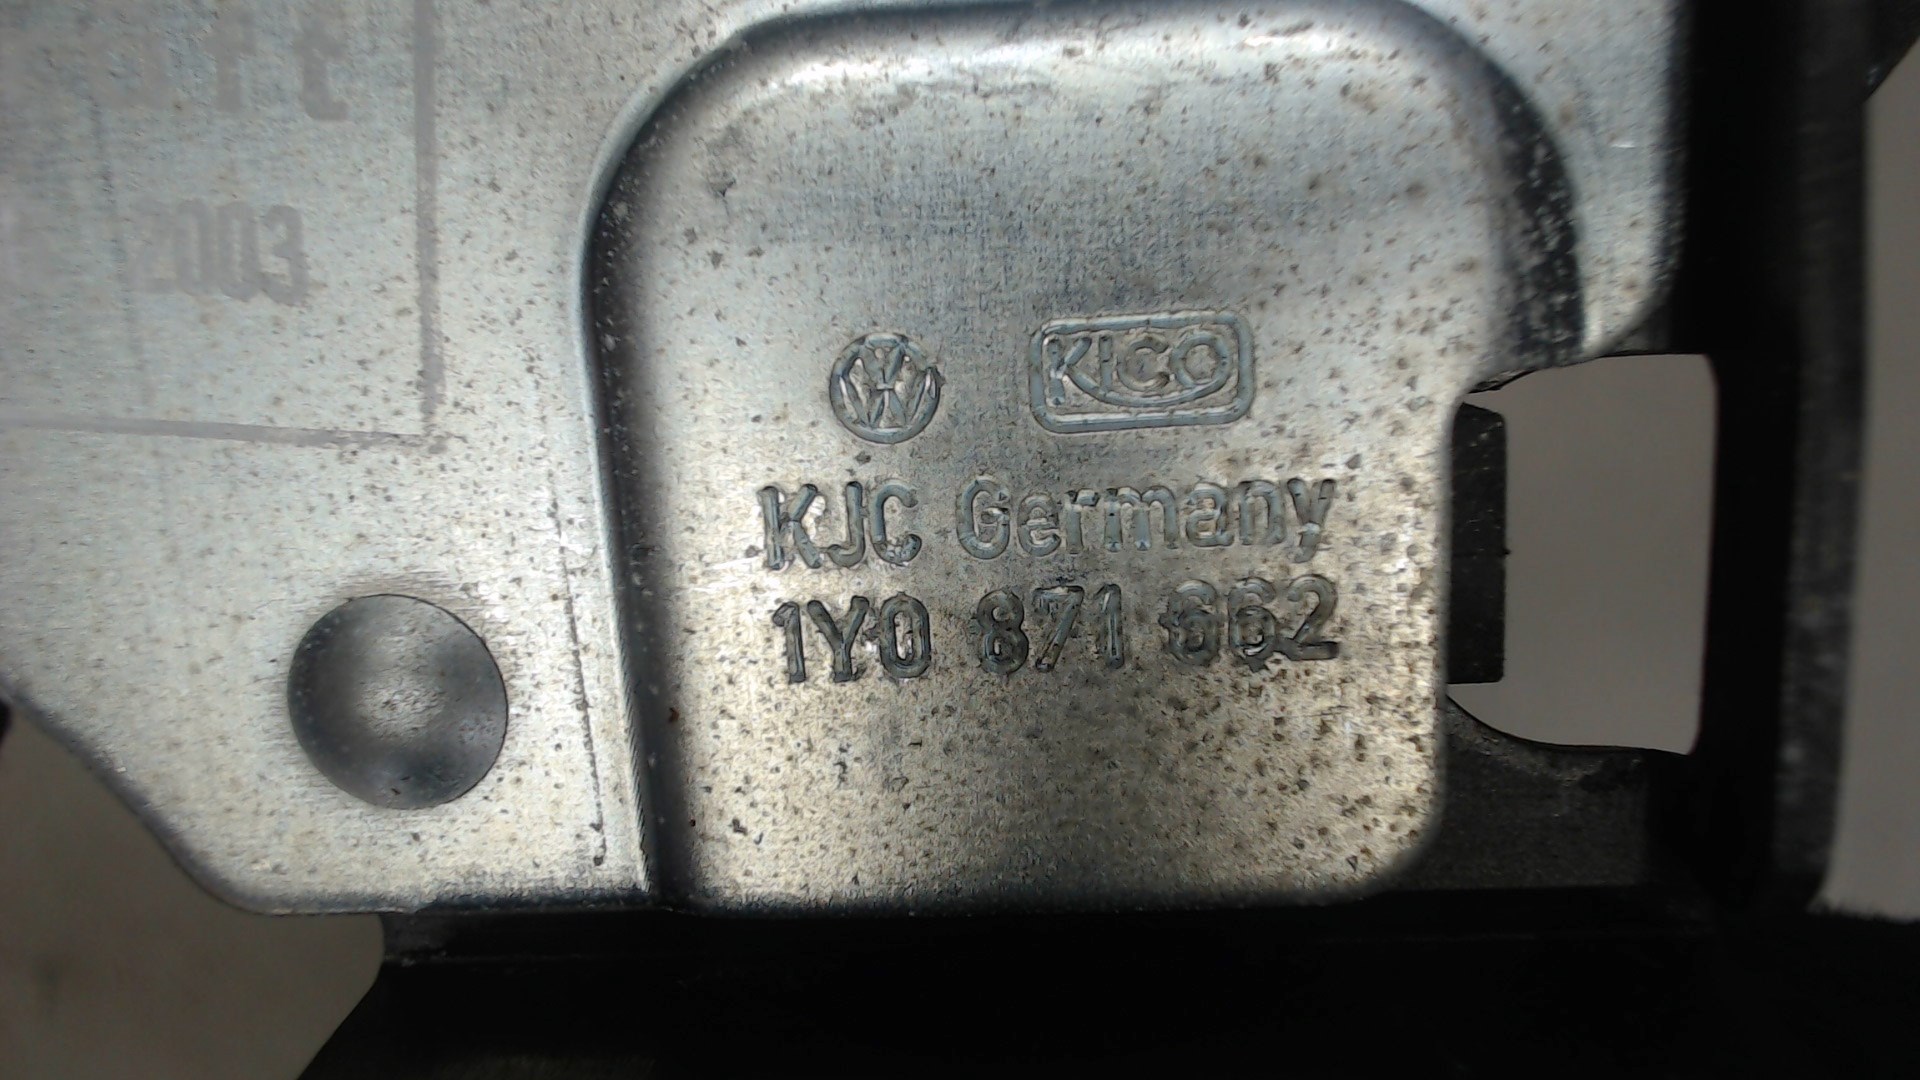 2003
KICO
KJC Germany
1Y0 871 662